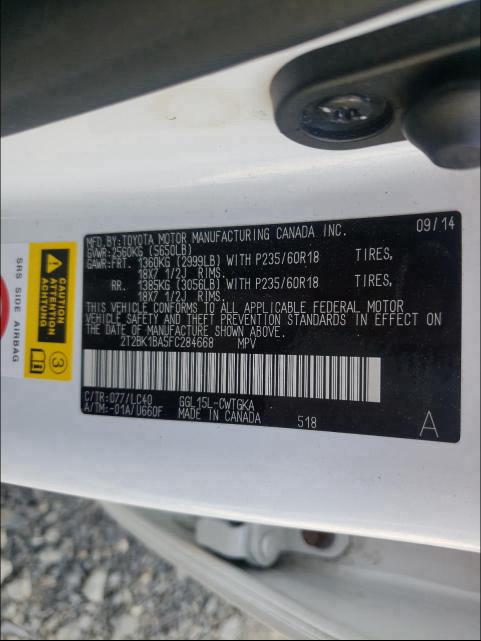 MFD.BY:TOYOTA MOTOR MANUFACTURING CANADA INC. 09/14
GVWR:2560KG (5650LB)
GAWR:FRT. 1360KG (2999LB) WITH P235/60R18 TIRES,
18X7 1/2J RIMS.
RR. 1385KG (3056LB) WITH P235/60R18 TIRES,
18X7 1/2J RIMS.
THIS VEHICLE CONFORMS TO ALL APPLICABLE FEDERAL MOTOR
VEHICLE SAFETY AND THEFT PREVENTION STANDARDS IN EFFECT ON
THE DATE OF MANUFACTURE SHOWN ABOVE.
2T2BK1BA5FC284668 MPV
C/TR:077/LC40 GGL15L-CWTGKA
A/TM:-01A/U660F MADE IN CANADA 518 A
CAUTION
ATTENTION
ACHTUNG
3
SRS SIDE AIRBAG